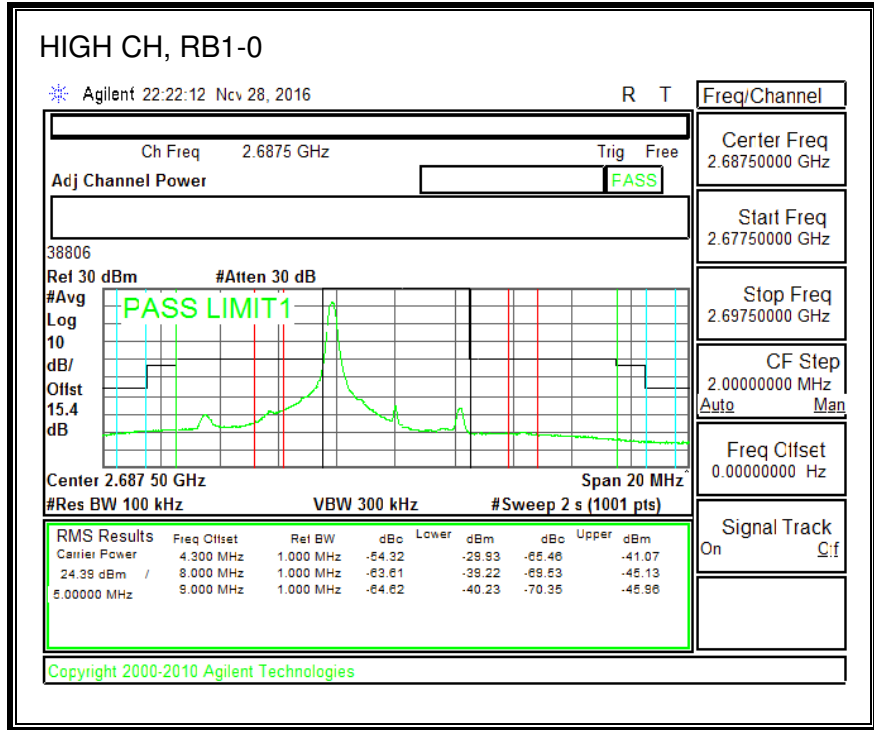 HIGH CH, RB1-0
Agilent 22:22:12 Nov 28, 2016 R T
Freq/Channel
Ch Freq 2.6875 GHz Trig Free
Adj Channel Power PASS
Center Freq
2.68750000 GHz
Start Freq
2.67750000 GHz
38806
Ref 30 dBm #Atten 30 dB
#Avg
Log
10
dB/
Offst
15.4
dB
PASS LIMIT1
Stop Freq
2.69750000 GHz
CF Step
2.00000000 MHz
Auto Man
Freq Offset
0.00000000 Hz
Center 2.687 50 GHz Span 20 MHz
#Res BW 100 kHz VBW 300 kHz #Sweep 2 s (1001 pts)
Signal Track
On Off
RMS Results Freq Offset Ref BW dBc Lower dBm dBc Upper dBm
Carrier Power 4.300 MHz 1.000 MHz -54.32 -29.93 -65.46 -41.07
24.39 dBm / 8.000 MHz 1.000 MHz -63.61 -39.22 -69.53 -45.13
5.00000 MHz 9.000 MHz 1.000 MHz -64.62 -40.23 -70.35 -45.96
Copyright 2000-2010 Agilent Technologies